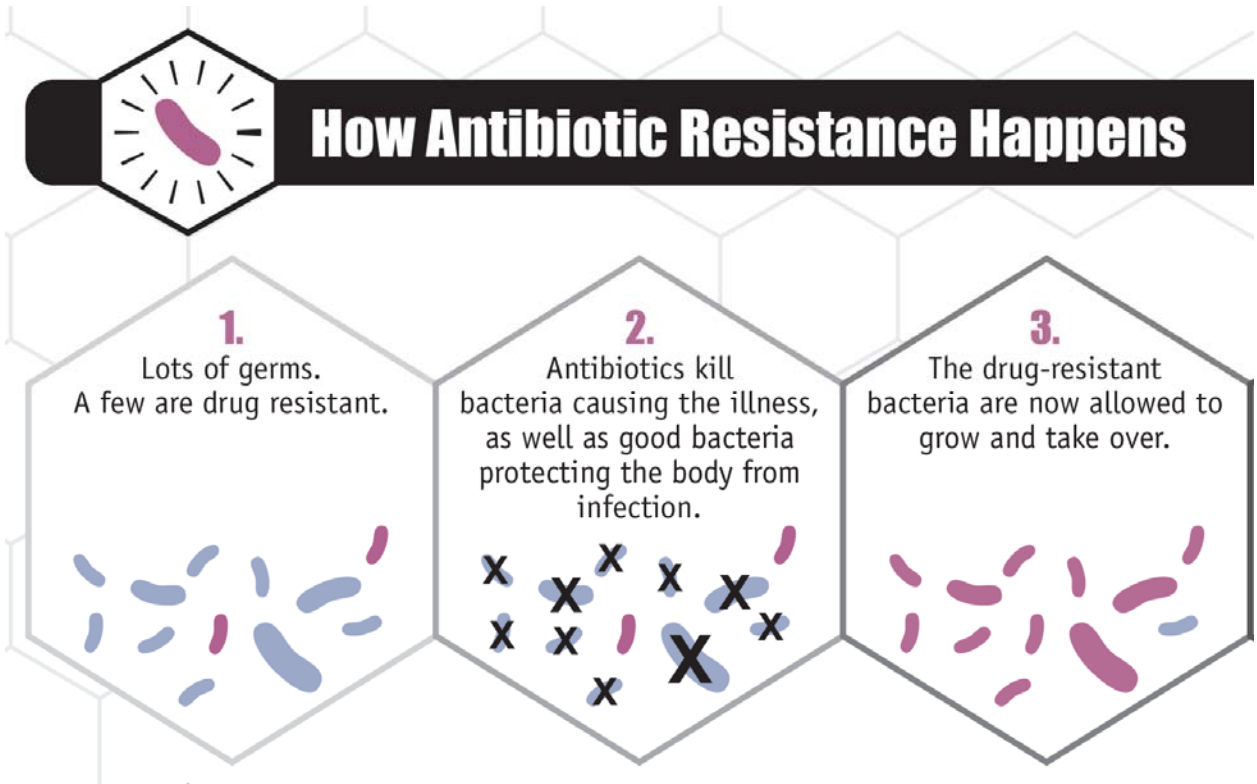 How Antibiotic Resistance Happens
1.
Lots of germs.
A few are drug resistant.
2.
Antibiotics kill
bacteria causing the illness,
as well as good bacteria
protecting the body from
infection.
X
X
X
X
X
X
X
X
X
X
3.
The drug-resistant
bacteria are now allowed to
grow and take over.